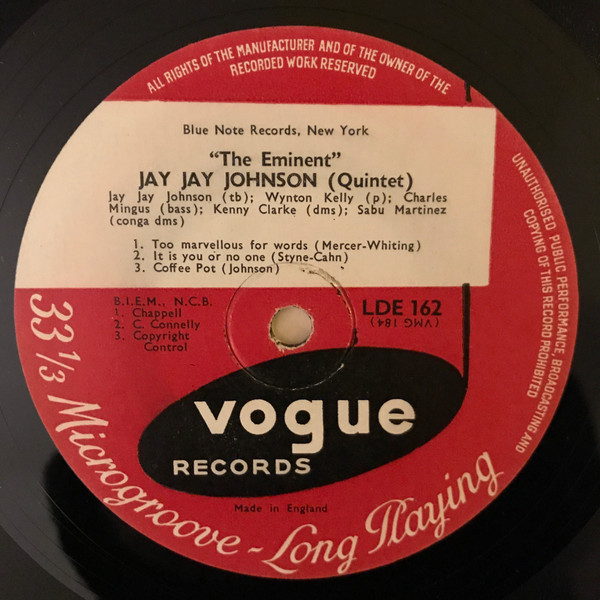 ALL RIGHTS OF THE MANUFACTURER AND OF THE OWNER OF THE
RECORDED WORK RESERVED
Blue Note Records, New York
“The Eminent”
JAY JAY JOHNSON (Quintet)
Jay Jay Johnson (tb); Wynton Kelly (p); Charles
Mingus (bass); Kenny Clarke (dms); Sabu Martinez
(conga dms)
1. Too marvellous for words (Mercer-Whiting)
2. It is you or no one (Styne-Cahn)
3. Coffee Pot (Johnson)
B.I.E.M., N.C.B.
1. Chappell
2. C. Connelly
3. Copyright
Control
LDE 162
(VMG 184)
vogue
RECORDS
Made in England
33 1/3 Microgroove - Long Playing
UNAUTHORISED PUBLIC PERFORMANCE, BROADCASTING AND
COPYING OF THIS RECORD PROHIBITED